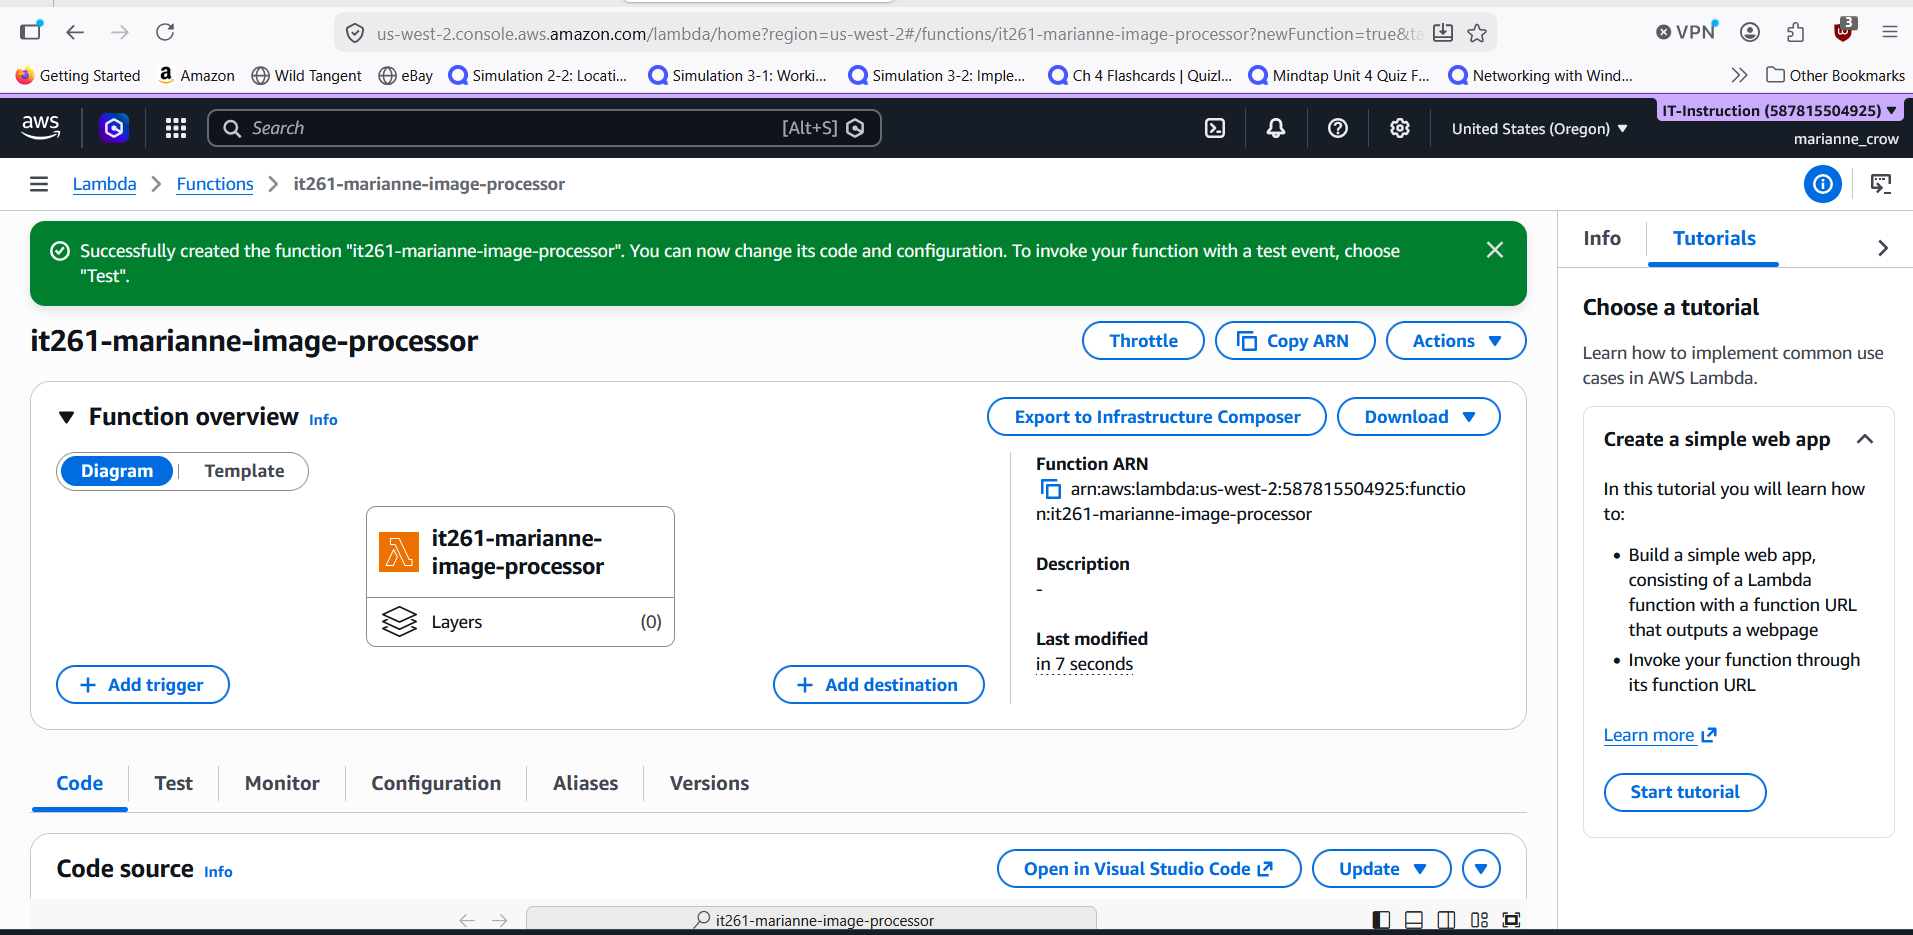 us-west-2.console.aws.amazon.com/lambda/home?region=us-west-2#/functions/it261-marianne-image-processor?newFunction=true&ta
VPN
3
Getting Started
Amazon
Wild Tangent
eBay
Simulation 2-2: Locati...
Simulation 3-1: Worki...
Simulation 3-2: Imple...
Ch 4 Flashcards | Quizl...
Mindtap Unit 4 Quiz F...
Networking with Wind...
Other Bookmarks
aws
Search
[Alt+S]
United States (Oregon)
IT-Instruction (587815504925)
marianne_crow
Lambda
Functions
it261-marianne-image-processor
Successfully created the function "it261-marianne-image-processor". You can now change its code and configuration. To invoke your function with a test event, choose
"Test".
it261-marianne-image-processor
Throttle
Copy ARN
Actions
Function overview Info
Export to Infrastructure Composer
Download
Diagram
Template
it261-marianne-
image-processor
Layers
(0)
Add trigger
Add destination
Function ARN
arn:aws:lambda:us-west-2:587815504925:functio
n:it261-marianne-image-processor
Description
-
Last modified
in 7 seconds
Code
Test
Monitor
Configuration
Aliases
Versions
Code source Info
Open in Visual Studio Code
Update
it261-marianne-image-processor
Info
Tutorials
Choose a tutorial
Learn how to implement common use
cases in AWS Lambda.
Create a simple web app
In this tutorial you will learn how
to:
• Build a simple web app,
consisting of a Lambda
function with a function URL
that outputs a webpage
• Invoke your function through
its function URL
Learn more
Start tutorial